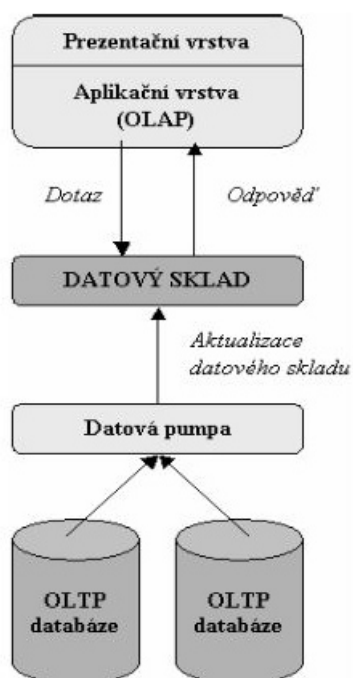 Prezentační vrstva
Aplikační vrstva
(OLAP)
Dotaz
Odpověď
DATOVÝ SKLAD
Aktualizace
datového skladu
Datová pumpa
OLTP
databáze
OLTP
databáze